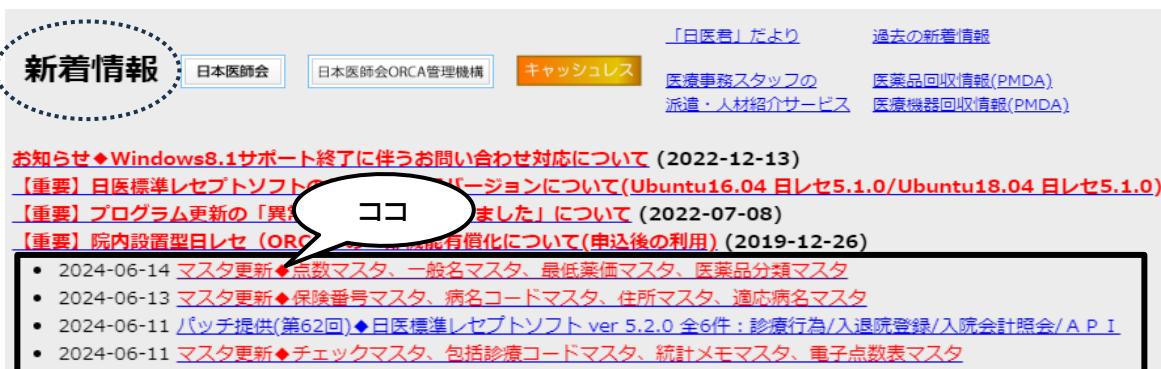 「日医君」だより 過去の新着情報
新着情報 日本医師会 日本医師会ORCA管理機構 キャッシュレス
医療事務スタッフの 医薬品回収情報(PMDA)
派遣・人材紹介サービス 医療機器回収情報(PMDA)
お知らせ◆Windows8.1サポート終了に伴うお問い合わせ対応について (2022-12-13)
【重要】日医標準レセプトソフトの バージョンについて(Ubuntu16.04 日レセ5.1.0/Ubuntu18.04 日レセ5.1.0)
【重要】プログラム更新の「異常 ました」について (2022-07-08)
ココ
【重要】院内設置型日レセ（ORC 機能有償化について(申込後の利用) (2019-12-26)
• 2024-06-14 マスタ更新◆点数マスタ、一般名マスタ、最低薬価マスタ、医薬品分類マスタ
• 2024-06-13 マスタ更新◆保険番号マスタ、病名コードマスタ、住所マスタ、適応病名マスタ
• 2024-06-11 パッチ提供(第62回)◆日医標準レセプトソフト ver 5.2.0 全6件：診療行為/入退院登録/入院会計照会/ＡＰＩ
• 2024-06-11 マスタ更新◆チェックマスタ、包括診療コードマスタ、統計メモマスタ、電子点数表マスタ